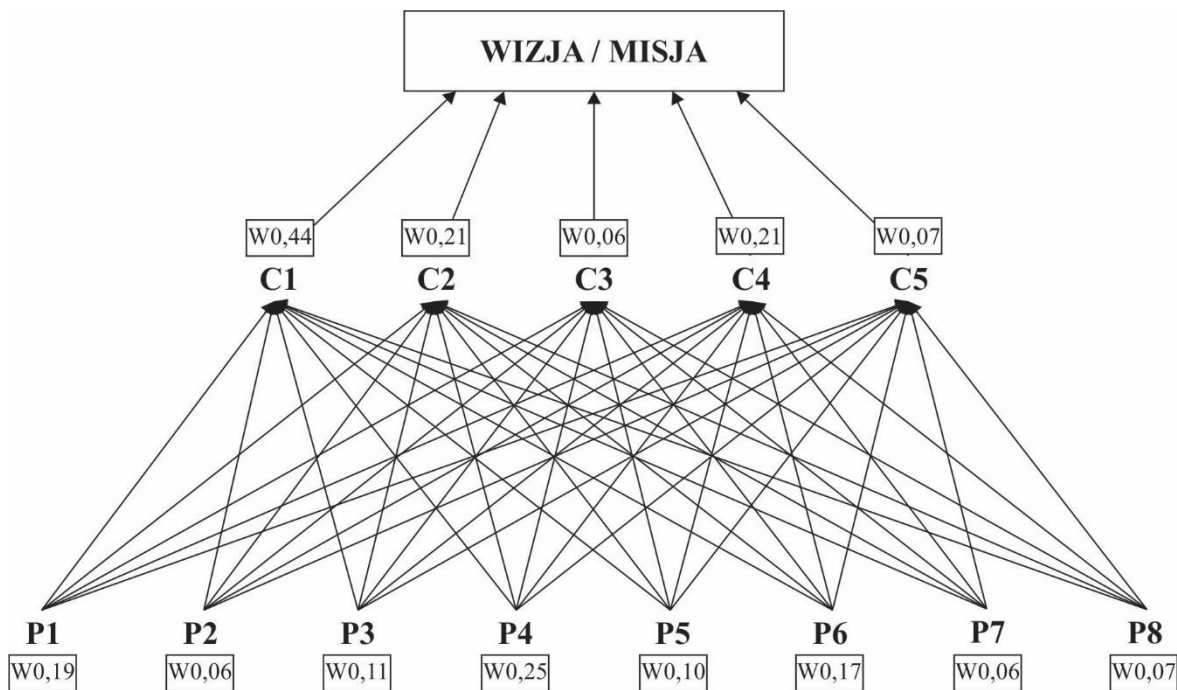 WIZJA / MISJA
W0,44 W0,21 W0,06 W0,21 W0,07
C1 C2 C3 C4 C5
P1 P2 P3 P4 P5 P6 P7 P8
W0,19 W0,06 W0,11 W0,25 W0,10 W0,17 W0,06 W0,07